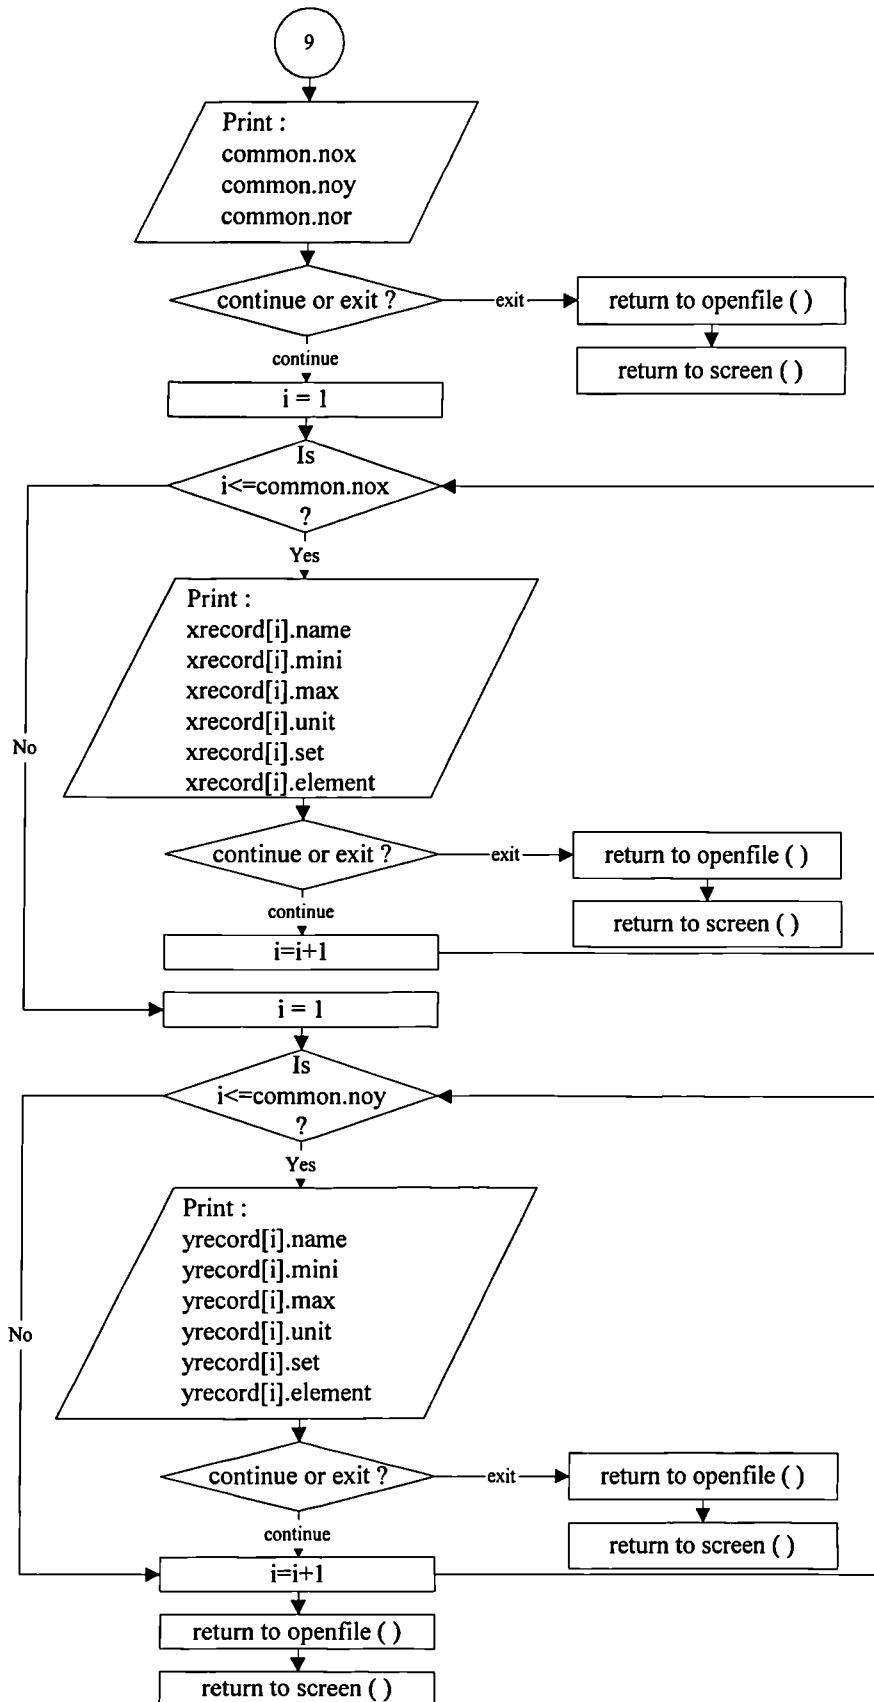 9
Print :
common.nox
common.noy
common.nor
continue or exit ?
exit
return to openfile ( )
return to screen ( )
continue
i = 1
Is
i<=common.nox
?
Yes
Print :
xrecord[i].name
xrecord[i].mini
xrecord[i].max
xrecord[i].unit
xrecord[i].set
xrecord[i].element
No
continue or exit ?
exit
return to openfile ( )
return to screen ( )
continue
i=i+1
i = 1
Is
i<=common.noy
?
Yes
Print :
yrecord[i].name
yrecord[i].mini
yrecord[i].max
yrecord[i].unit
yrecord[i].set
yrecord[i].element
No
continue or exit ?
exit
return to openfile ( )
return to screen ( )
continue
i=i+1
return to openfile ( )
return to screen ( )